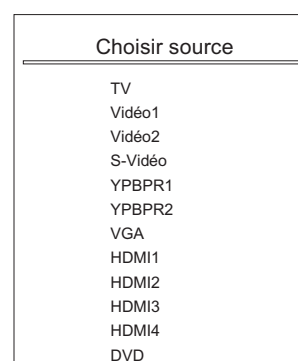 Choisir source
TV
Vidéo1
Vidéo2
S-Vidéo
YPBPR1
YPBPR2
VGA
HDMI1
HDMI2
HDMI3
HDMI4
DVD